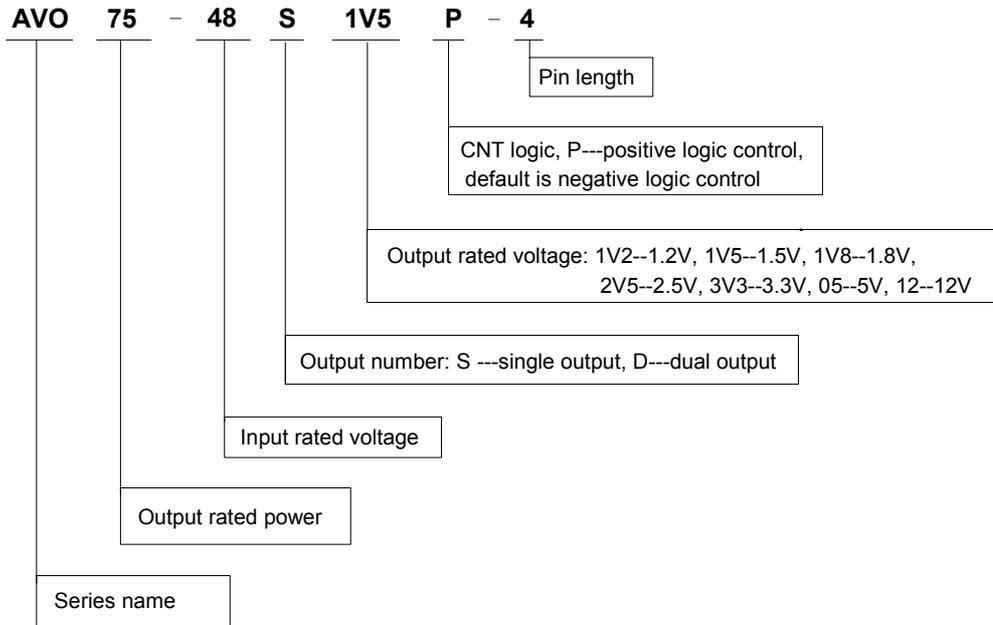 AVO 75 – 48 S 1V5 P – 4
Pin length
CNT logic, P---positive logic control,
default is negative logic control
Output rated voltage: 1V2--1.2V, 1V5--1.5V, 1V8--1.8V,
2V5--2.5V, 3V3--3.3V, 05--5V, 12--12V
Output number: S ---single output, D---dual output
Input rated voltage
Output rated power
Series name